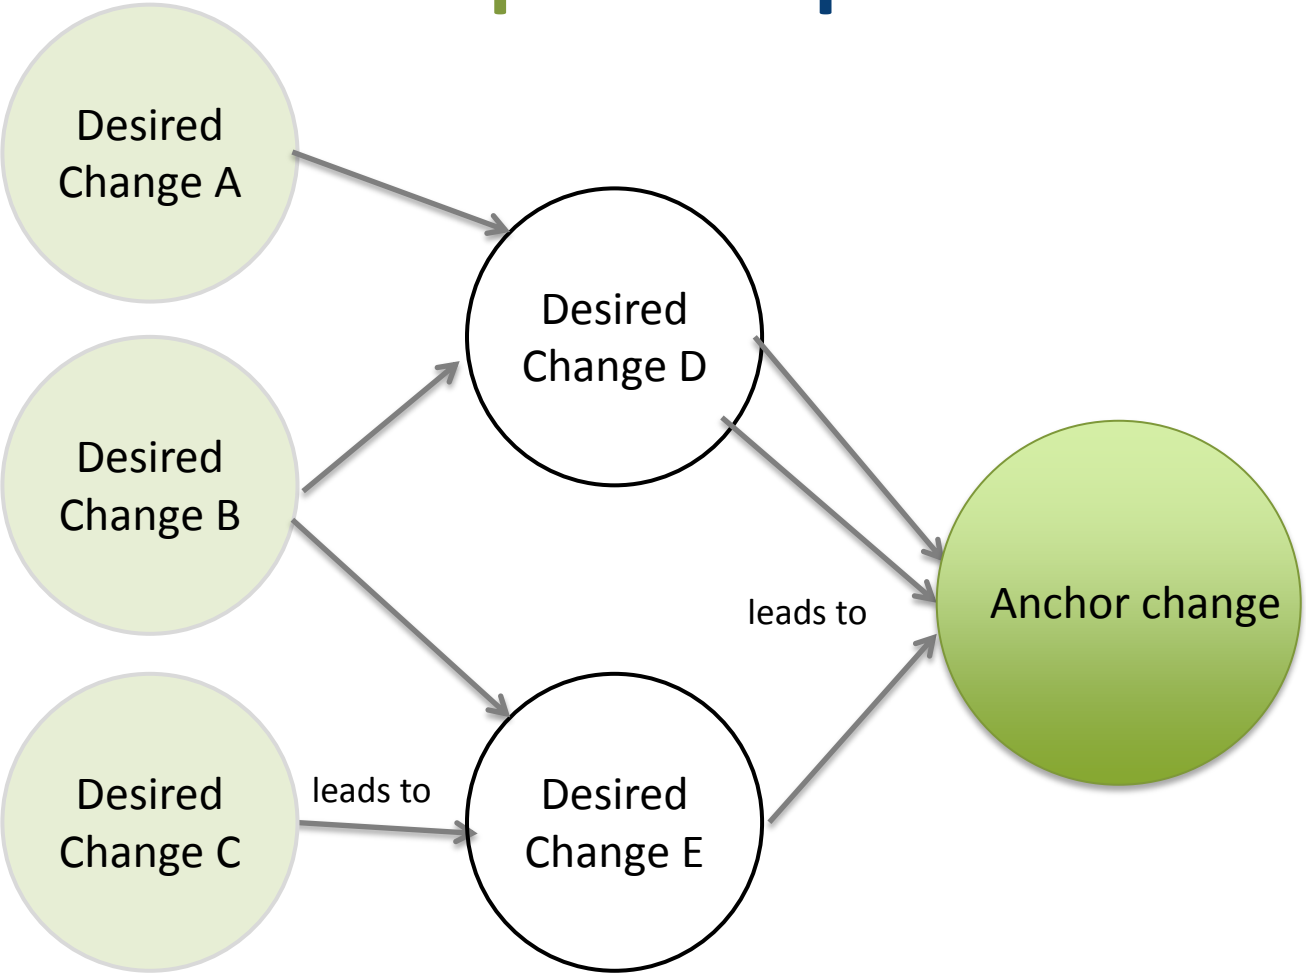 Desired
Change A
Desired
Change D
Desired
Change B
leads to
Anchor change
leads to
Desired
Change C
Desired
Change E